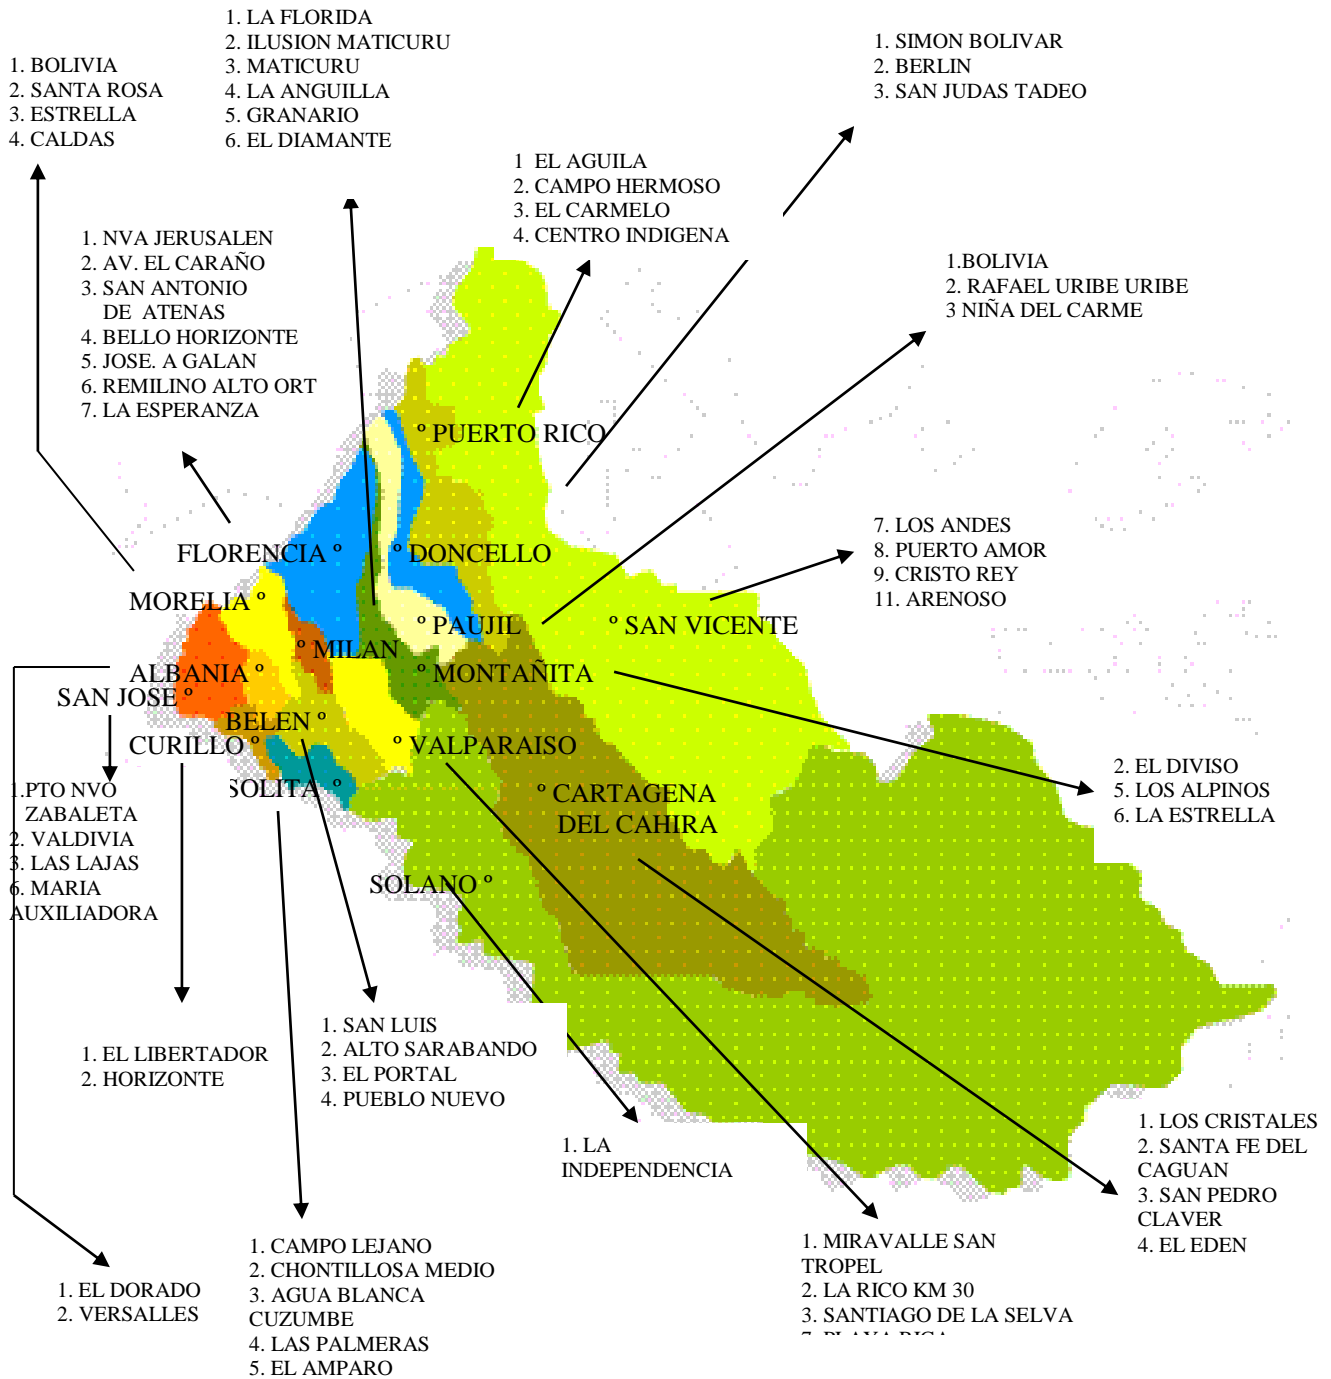 1. LA FLORIDA
2. ILUSION MATICURU
3. MATICURU
4. LA ANGUILLA
5. GRANARIO
6. EL DIAMANTE
1. SIMON BOLIVAR
2. BERLIN
3. SAN JUDAS TADEO
1. BOLIVIA
2. SANTA ROSA
3. ESTRELLA
4. CALDAS
1 EL AGUILA
2. CAMPO HERMOSO
3. EL CARMELO
4. CENTRO INDIGENA
1. NVA JERUSALEN
2. AV. EL CARAÑO
3. SAN ANTONIO
DE ATENAS
4. BELLO HORIZONTE
5. JOSE. A GALAN
6. REMILINO ALTO ORT
7. LA ESPERANZA
1.BOLIVIA
2. RAFAEL URIBE URIBE
3 NIÑA DEL CARME
º PUERTO RICO
7. LOS ANDES
8. PUERTO AMOR
9. CRISTO REY
11. ARENOSO
FLORENCIA º
º DONCELLO
MORELIA º
º PAUJIL
º SAN VICENTE
º MILAN
ALBANIA º
º MONTAÑITA
SAN JOSE º
BELEN º
CURILLO º
º VALPARAISO
SOLITA º
º CARTAGENA
DEL CAHIRA
SOLANO º
2. EL DIVISO
5. LOS ALPINOS
6. LA ESTRELLA
1.PTO NVO
ZABALETA
2. VALDIVIA
3. LAS LAJAS
6. MARIA
AUXILIADORA
1. EL LIBERTADOR
2. HORIZONTE
1. SAN LUIS
2. ALTO SARABANDO
3. EL PORTAL
4. PUEBLO NUEVO
1. LA
INDEPENDENCIA
1. LOS CRISTALES
2. SANTA FE DEL
CAGUAN
3. SAN PEDRO
CLAVER
4. EL EDEN
1. EL DORADO
2. VERSALLES
1. CAMPO LEJANO
2. CHONTILLOSA MEDIO
3. AGUA BLANCA
CUZUMBE
4. LAS PALMERAS
5. EL AMPARO
1. MIRAVALLE SAN
TROPEL
2. LA RICO KM 30
3. SANTIAGO DE LA SELVA